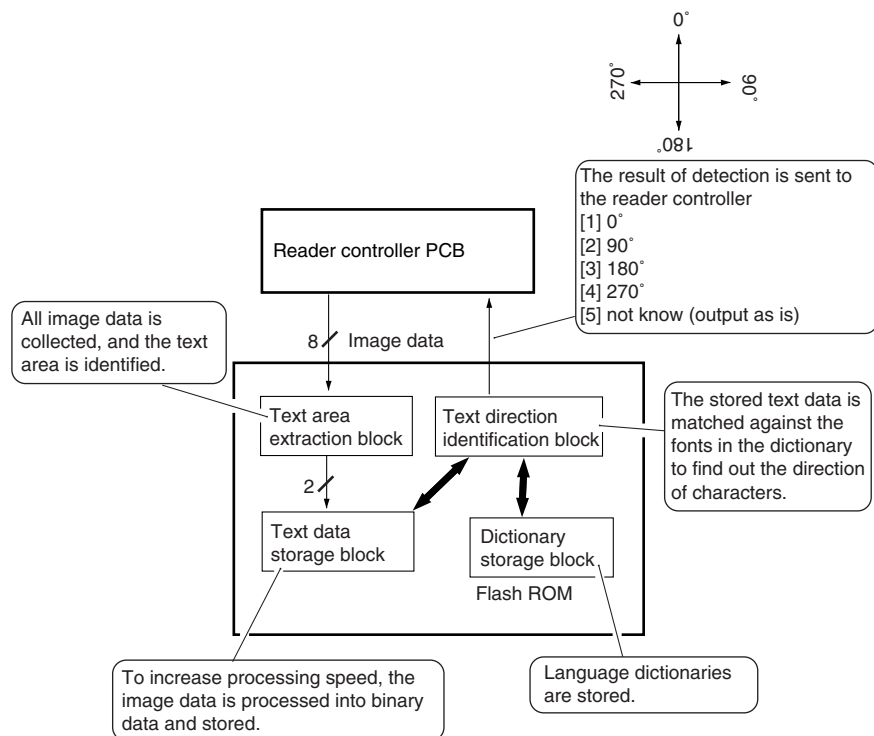 0°
270°
90°
180°
The result of detection is sent to
the reader controller
[1] 0°
[2] 90°
[3] 180°
[4] 270°
[5] not know (output as is)
Reader controller PCB
All image data is
collected, and the text
area is identified.
8
Image data
Text area
extraction block
Text direction
identification block
The stored text data is
matched against the
fonts in the dictionary
to find out the direction
of characters.
2
Text data
storage block
Dictionary
storage block
Flash ROM
To increase processing speed, the
image data is processed into binary
data and stored.
Language dictionaries
are stored.